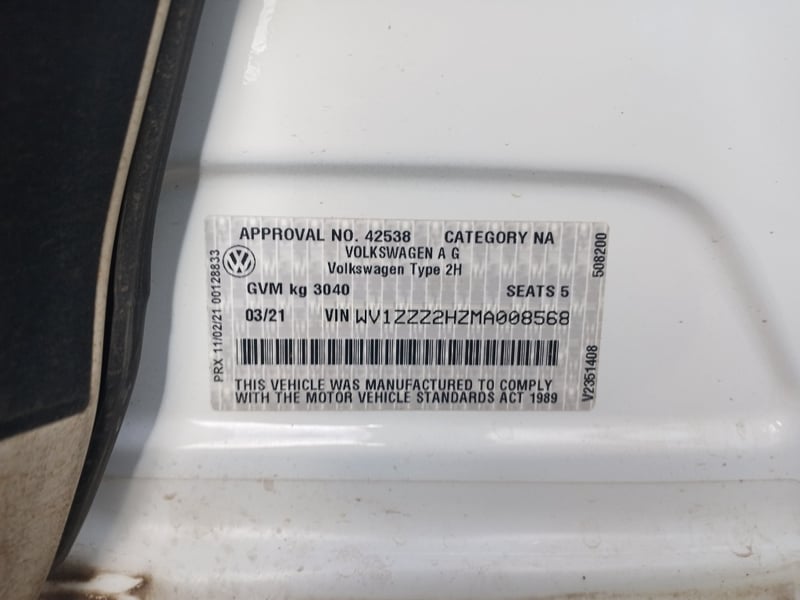 APPROVAL NO. 42538 CATEGORY NA
VOLKSWAGEN A G
Volkswagen Type 2H
GVM kg 3040 SEATS 5
03/21 VIN WV1ZZZ2HZMA008568
THIS VEHICLE WAS MANUFACTURED TO COMPLY
WITH THE MOTOR VEHICLE STANDARDS ACT 1989
PRX 11/02/21 00128833
508200
V2351408